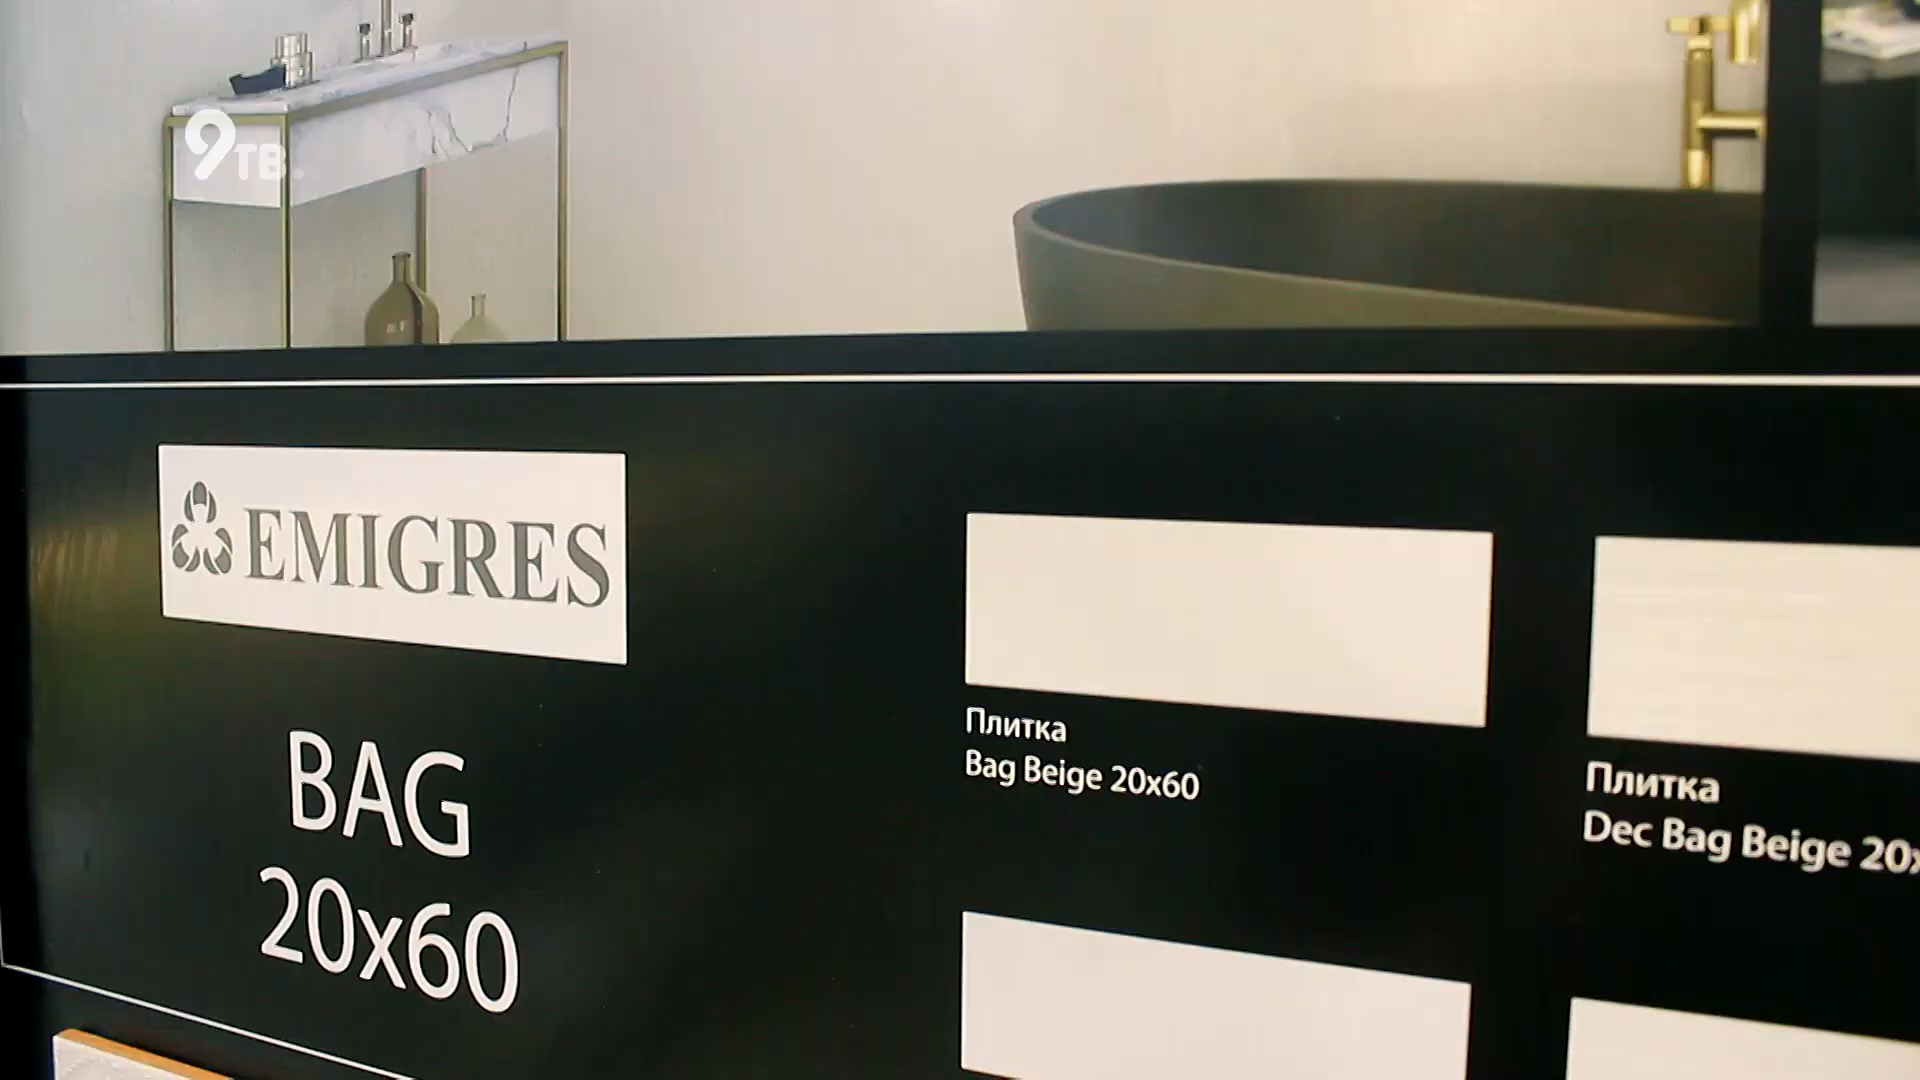 9ТВ.
EMIGRES
BAG
20x60
Плитка
Bag Beige 20x60
Плитка
Dec Bag Beige